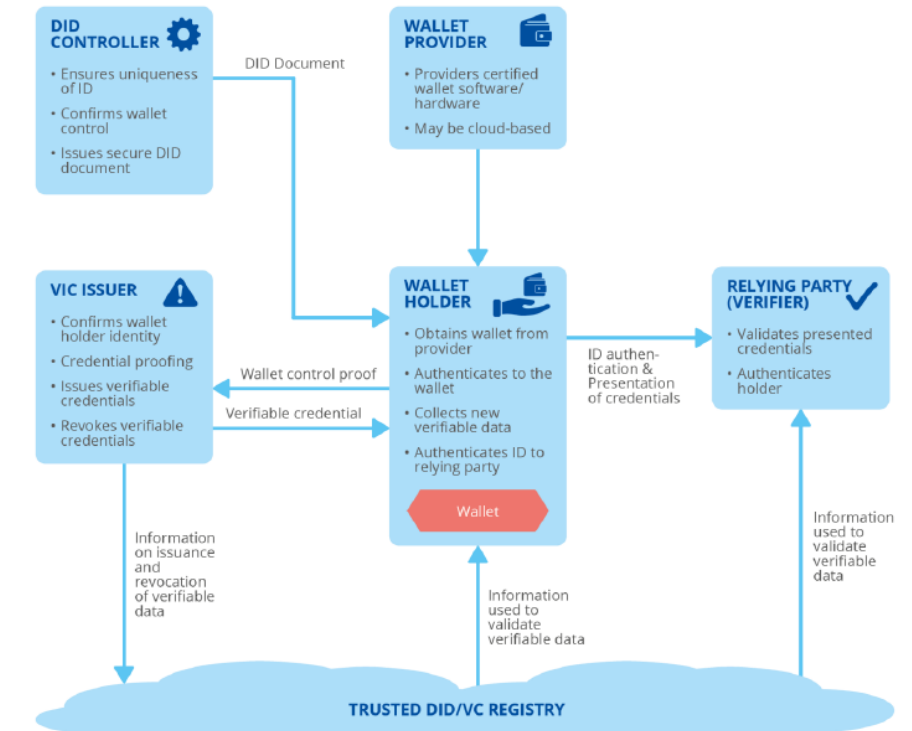 DID
CONTROLLER
• Ensures uniqueness
of ID
• Confirms wallet
control
• Issues secure DID
document
DID Document
WALLET
PROVIDER
• Providers certified
wallet software/
hardware
• May be cloud-based
VIC ISSUER
• Confirms wallet
holder identity
• Credential proofing
• Issues verifiable
credentials
• Revokes verifiable
credentials
Wallet control proof
Verifiable credential
WALLET
HOLDER
• Obtains wallet from
provider
• Authenticates to the
wallet
• Collects new
verifiable data
• Authenticates ID to
relying party
Wallet
ID authen-
tication &
Presentation
of credentials
RELYING PARTY
(VERIFIER)
• Validates presented
credentials
• Authenticates
holder
Information
on issuance
and
revocation
of verifiable
data
Information
used to
validate
verifiable data
Information
used to
validate
verifiable
data
TRUSTED DID/VC REGISTRY